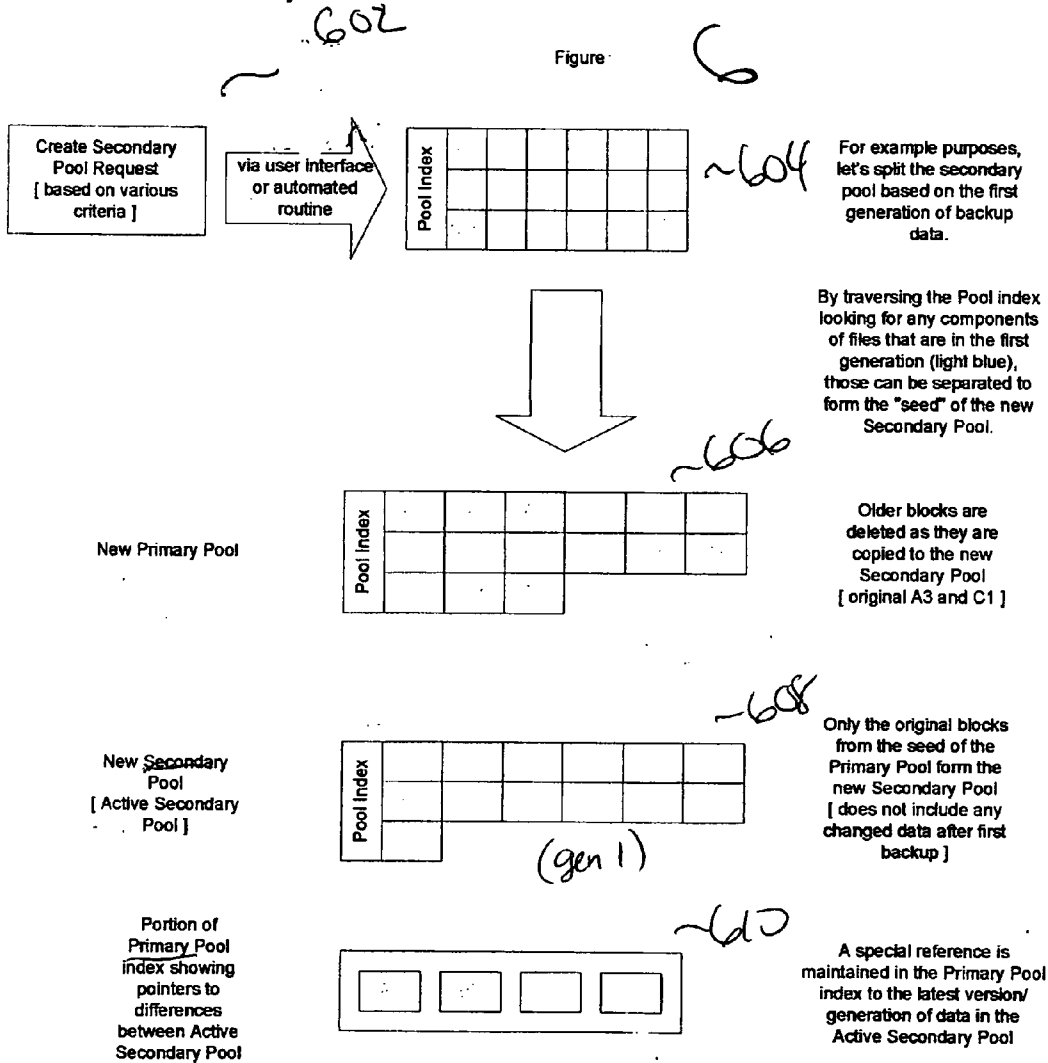 ~ 602
Figure 6
Create Secondary
Pool Request
[ based on various
criteria ]
via user interface
or automated
routine
Pool Index
~604
For example purposes,
let's split the secondary
pool based on the first
generation of backup
data.
By traversing the Pool index
looking for any components
of files that are in the first
generation (light blue),
those can be separated to
form the "seed" of the new
Secondary Pool.
~606
New Primary Pool
Pool Index
Older blocks are
deleted as they are
copied to the new
Secondary Pool
[ original A3 and C1 ]
~608
New Secondary
Pool
[ Active Secondary
Pool ]
Pool Index
(gen 1)
Only the original blocks
from the seed of the
Primary Pool form the
new Secondary Pool
[ does not include any
changed data after first
backup ]
~610
Portion of
Primary Pool
index showing
pointers to
differences
between Active
Secondary Pool
A special reference is
maintained in the Primary Pool
index to the latest version/
generation of data in the
Active Secondary Pool